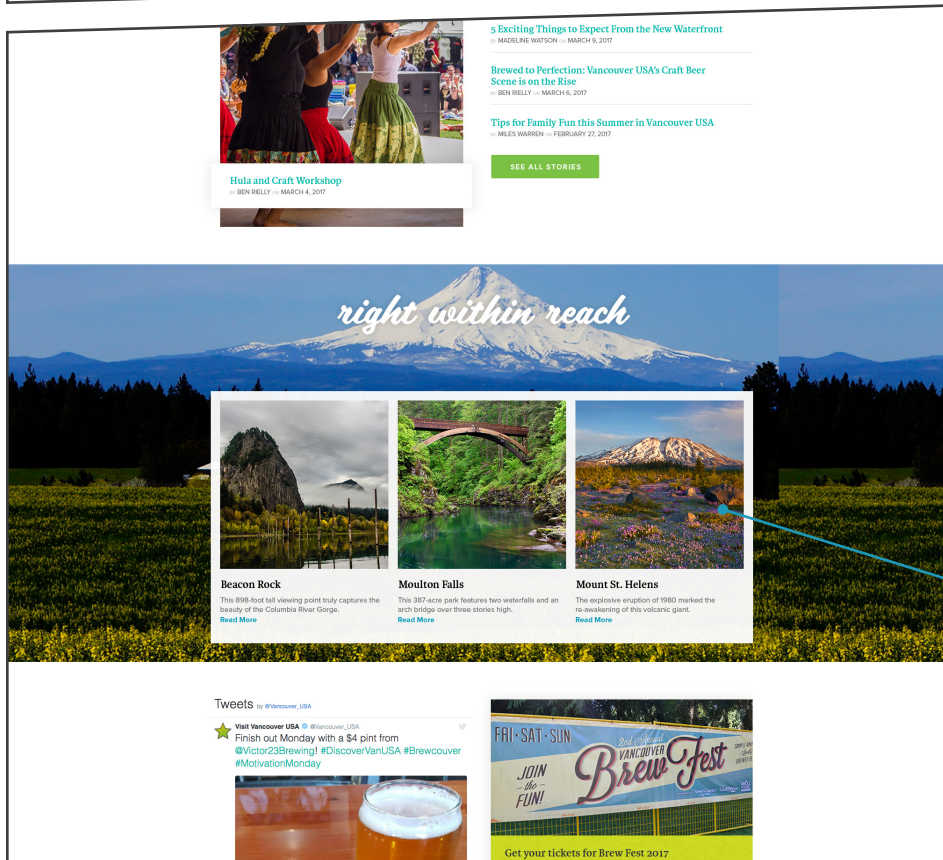 5 Exciting Things to Expect From the New Waterfront
BY MADELINE WATSON ON MARCH 9, 2017
Brewed to Perfection: Vancouver USA's Craft Beer
Scene is on the Rise
BY BEN RIELLY ON MARCH 6, 2017
Tips for Family Fun this Summer in Vancouver USA
BY MILES WARREN ON FEBRUARY 27, 2017
SEE ALL STORIES
Hula and Craft Workshop
BY BEN RIELLY ON MARCH 4, 2017
right within reach
Beacon Rock
This 898-foot tall viewing point truly captures the
beauty of the Columbia River Gorge.
Read More
Moulton Falls
This 387-acre park features two waterfalls and an
arch bridge over three stories high.
Read More
Mount St. Helens
The explosive eruption of 1980 marked the
re-awakening of this volcanic giant.
Read More
Tweets by @Vancouver_USA
Visit Vancouver USA @Vancouver_USA
Finish out Monday with a $4 pint from
@Victor23Brewing! #DiscoverVanUSA #Brewcouver
#MotivationMonday
FRI • SAT • SUN
JOIN
- the -
FUN!
2nd Annual
VANCOUVER
Brew Fest
Get your tickets for Brew Fest 2017